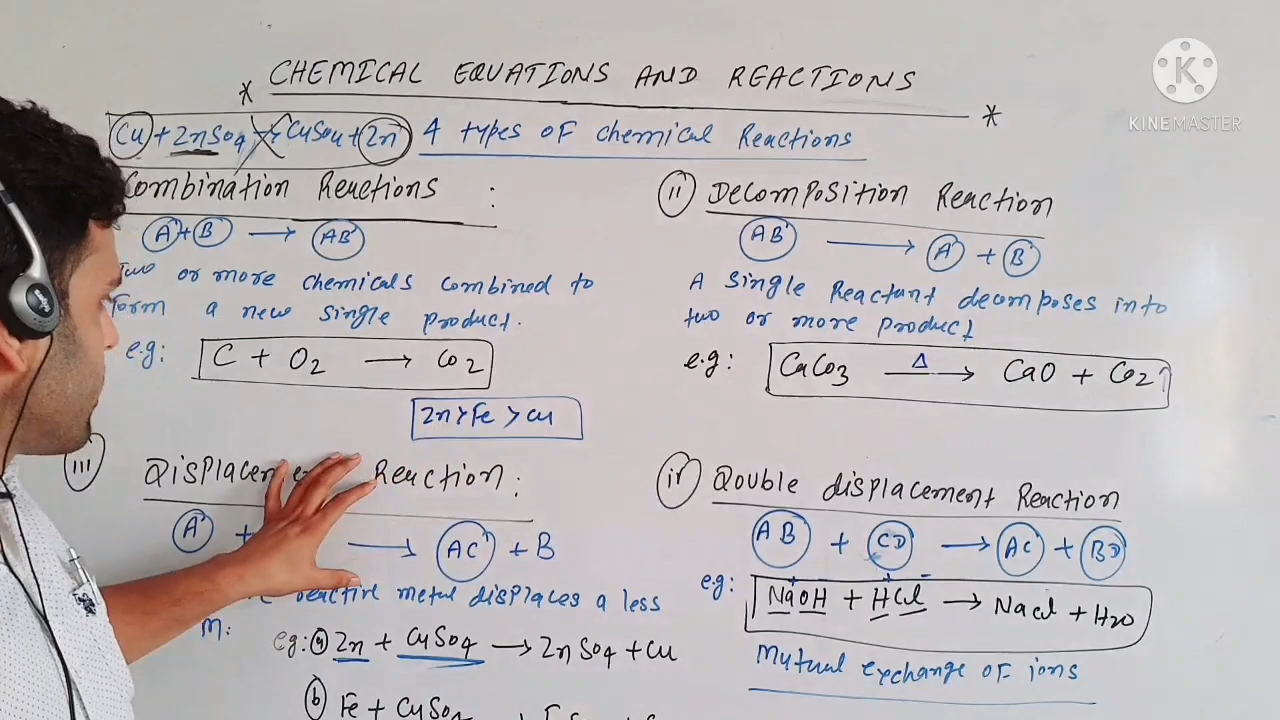 * CHEMICAL EQUATIONS AND REACTIONS *
KINEMASTER
Cu + ZnSO4 → CuSO4 + Zn
4 types of chemical Reactions
Combination Reactions :
A + B → AB
Two or more chemicals combined to
form a new single product.
e.g: C + O2 → CO2
Zn > Fe > Cu
ii Decomposition Reaction
AB → A + B
A single Reactant decomposes into
two or more product
e.g: CaCO3 Δ→ CaO + CO2↑
iii Displacement Reaction :
A + → AC + B
reactive metal displaces a less
m:
eg: a Zn + CuSO4 → ZnSO4 + Cu
b Fe + CuSO4
iv Double displacement Reaction
AB + CD → AC + BD
e.g: NaOH + HCl → NaCl + H2O
Mutual exchange of ions